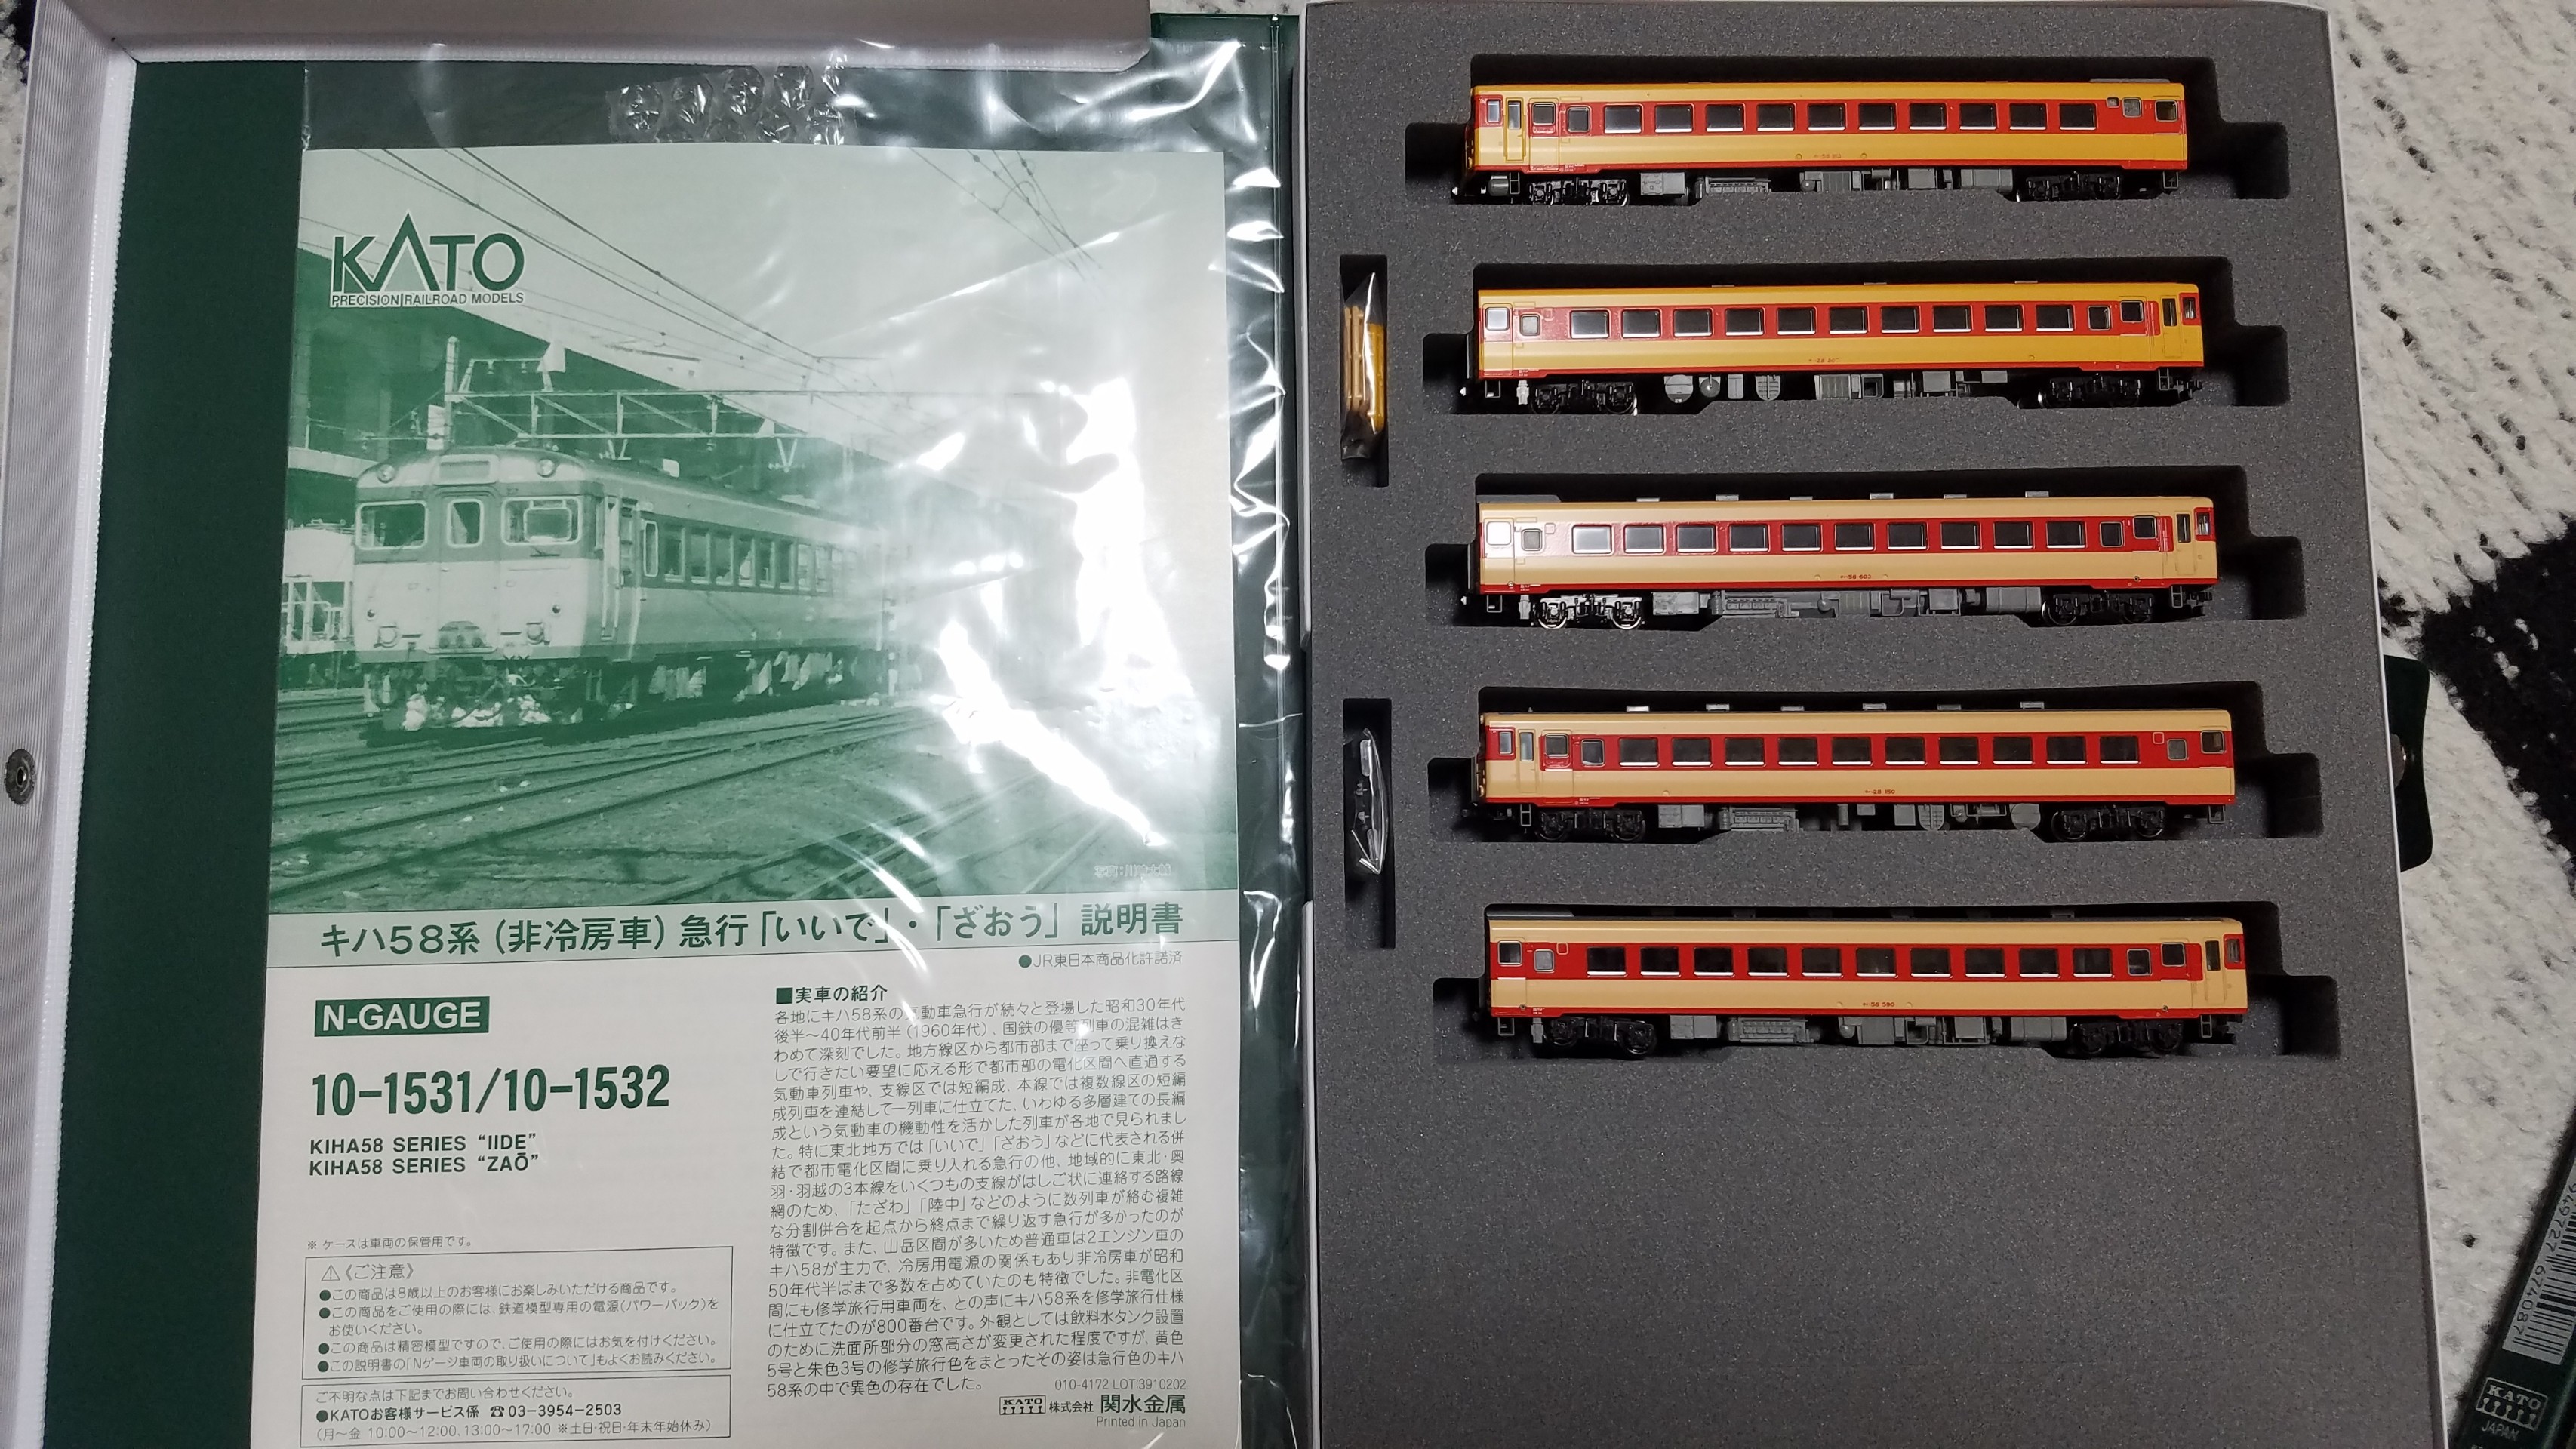 KATO
PRECISION RAILROAD MODELS
キハ58系（非冷房車）急行「いいで」・「ざおう」説明書
●JR東日本商品化許諾済
N-GAUGE
10-1531/10-1532
KIHA58 SERIES “IIDE”
KIHA58 SERIES “ZAŌ”
※ ケースは車両の保管用です。
⚠《ご注意》
●この商品は8歳以上のお客様にお楽しみいただける商品です。
●この商品をご使用の際には、鉄道模型専用の電源（パワーパック）を
お使いください。
●この商品は精密模型ですので、ご使用の際にはお気を付けください。
●この説明書の「Nゲージ車両の取り扱いについて」もよくお読みください。
ご不明な点は下記までお問い合わせください。
●KATOお客様サービス係 ☎03-3954-2503
（月〜金 10:00〜12:00、13:00〜17:00 ※土日・祝日・年末年始休み）
■実車の紹介
各地にキハ58系の気動車急行が続々と登場した昭和30年代
後半〜40年代前半（1960年代）、国鉄の優等列車の混雑はき
わめて深刻でした。地方線区から都市部まで座って乗り換えな
しで行きたい要望に応える形で都市部の電化区間へ直通する
気動車列車や、支線区では短編成、本線では複数線区の短編
成列車を連結して一列車に仕立てた、いわゆる多層建ての長編
成という気動車の機動性を活かした列車が各地で見られまし
た。特に東北地方では「いいで」「ざおう」などに代表される併
結で都市電化区間に乗り入れる急行の他、地域的に東北・奥
羽・羽越の3本線をいくつもの支線がはしご状に連絡する路線
網のため、「たざわ」「陸中」などのように数列車が絡む複雑
な分割併合を起点から終点まで繰り返す急行が多かったのが
特徴です。また、山岳区間が多いため普通車は2エンジン車の
キハ58が主力で、冷房用電源の関係もあり非冷房車が昭和
50年代半ばまで多数を占めていたのも特徴でした。非電化区
間にも修学旅行用車両を、との声にキハ58系を修学旅行仕様
に仕立てたのが800番台です。外観としては飲料水タンク設置
のために洗面所部分の窓高さが変更された程度ですが、黄色
5号と朱色3号の修学旅行色をまとったその姿は急行色のキハ
58系の中で異色の存在でした。
010-4172 LOT:3910202
KATO 株式会社 関水金属
Printed in Japan
キハ58 603
キハ28 150
キハ58 590
KATO
JAPAN